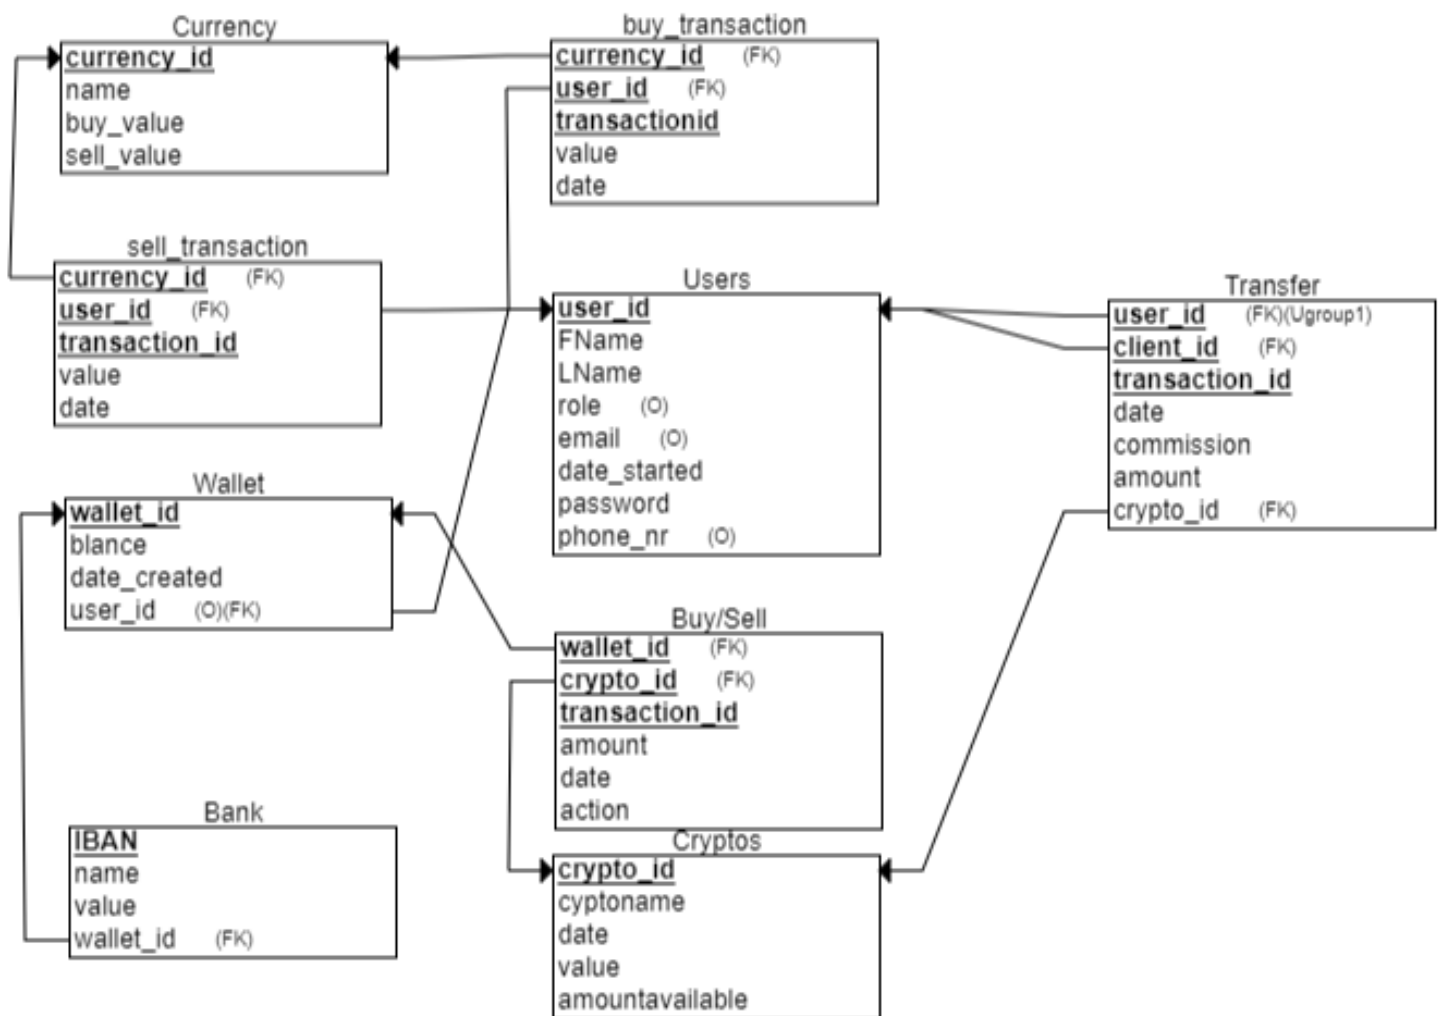 Currency
currency_id
name
buy_value
sell_value
buy_transaction
currency_id (FK)
user_id (FK)
transactionid
value
date
sell_transaction
currency_id (FK)
user_id (FK)
transaction_id
value
date
Users
user_id
FName
LName
role (O)
email (O)
date_started
password
phone_nr (O)
Transfer
user_id (FK)(Ugroup1)
client_id (FK)
transaction_id
date
commission
amount
crypto_id (FK)
Wallet
wallet_id
blance
date_created
user_id (O)(FK)
Buy/Sell
wallet_id (FK)
crypto_id (FK)
transaction_id
amount
date
action
Bank
IBAN
name
value
wallet_id (FK)
Cryptos
crypto_id
cyptoname
date
value
amountavailable